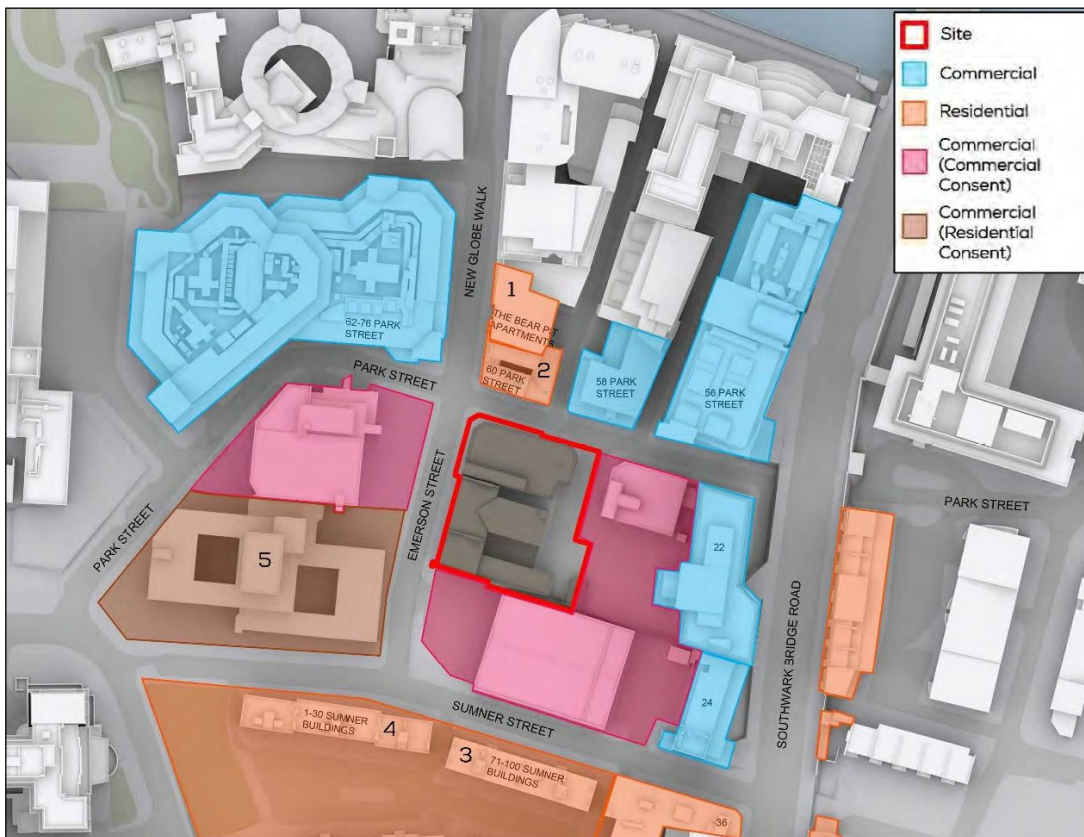 Site
Commercial
Residential
Commercial
(Commercial
Consent)
Commercial
(Residential
Consent)
NEW GLOBE WALK
1
THE BEAR PIT
APARTMENTS
62-76 PARK
STREET
2
60 PARK
STREET
58 PARK
STREET
56 PARK
STREET
PARK STREET
EMERSON STREET
PARK STREET
PARK STREET
5
22
SOUTHWARK BRIDGE ROAD
24
SUMNER STREET
1-30 SUMNER
BUILDINGS
4
3
71-100 SUMNER
BUILDINGS
36